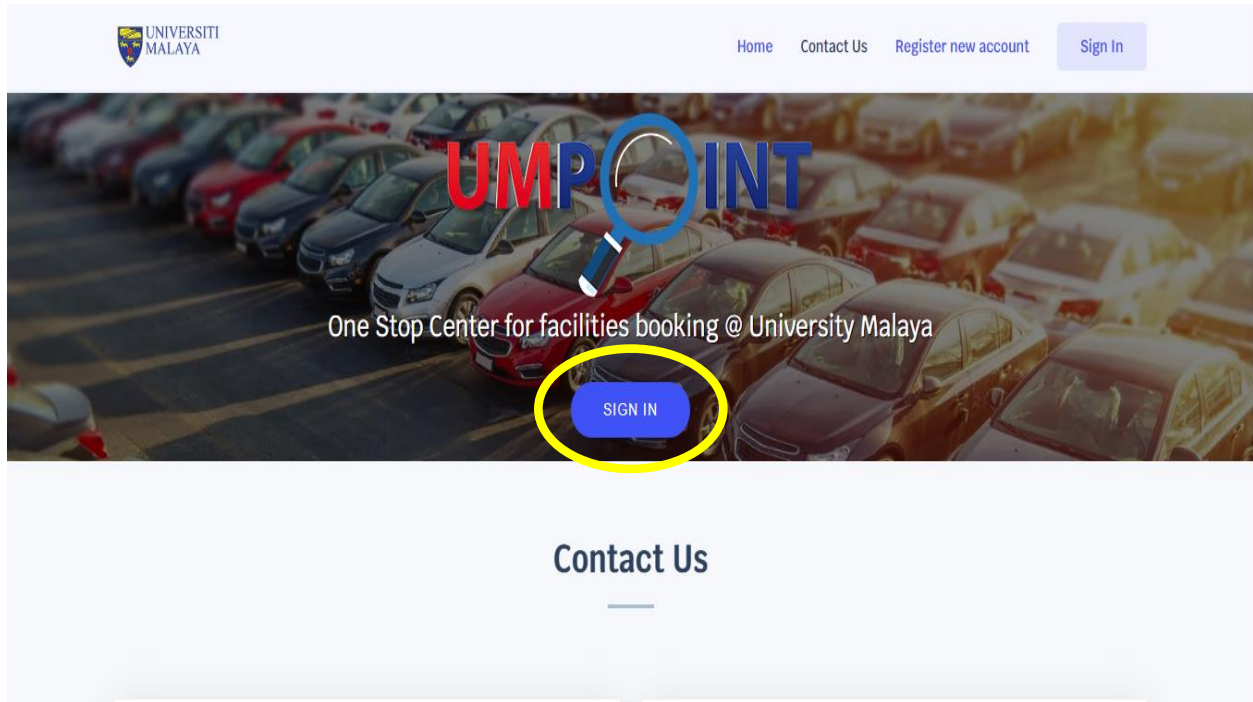 UNIVERSITI
MALAYA
Home Contact Us Register new account Sign In
UMPOINT
One Stop Center for facilities booking @ University Malaya
SIGN IN
Contact Us